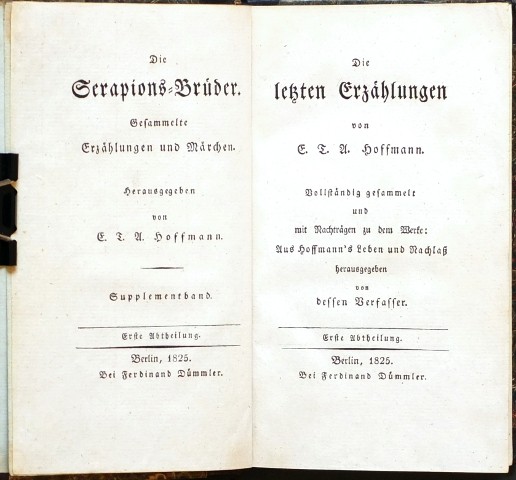 Die
Serapions-Brüder.
Gesammelte
Erzählungen und Märchen.
Herausgegeben
von
E. T. A. Hoffmann.
Supplementband.
Erste Abtheilung.
Berlin, 1825.
Bei Ferdinand Dümmler.
Die
letzten Erzählungen
von
E. T. A. Hoffmann.
Vollständig gesammelt
und
mit Nachträgen zu dem Werke:
Aus Hoffmann's Leben und Nachlaß
herausgegeben
von
dessen Verfasser.
Erste Abtheilung.
Berlin, 1825.
Bei Ferdinand Dümmler.